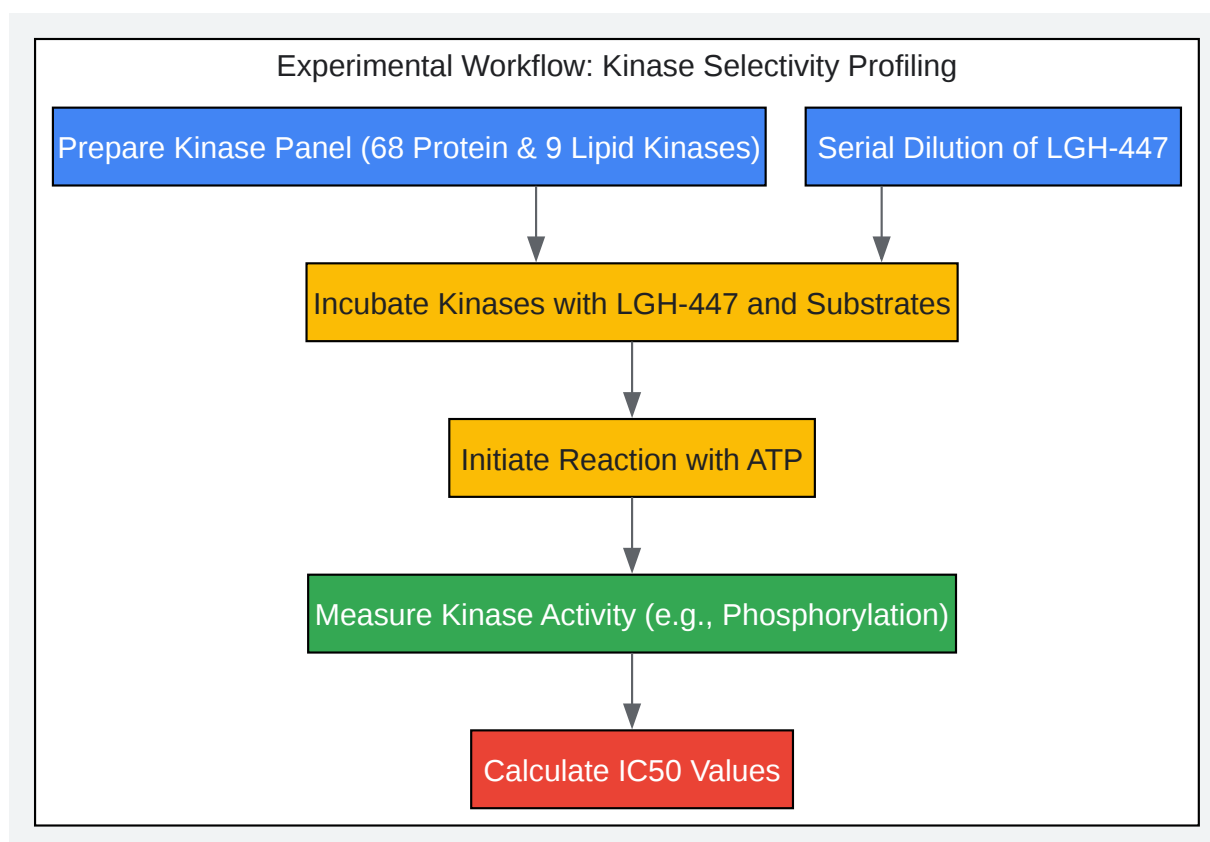 Experimental Workflow: Kinase Selectivity Profiling
Prepare Kinase Panel (68 Protein & 9 Lipid Kinases)
Serial Dilution of LGH-447
Incubate Kinases with LGH-447 and Substrates
Initiate Reaction with ATP
Measure Kinase Activity (e.g., Phosphorylation)
Calculate IC50 Values